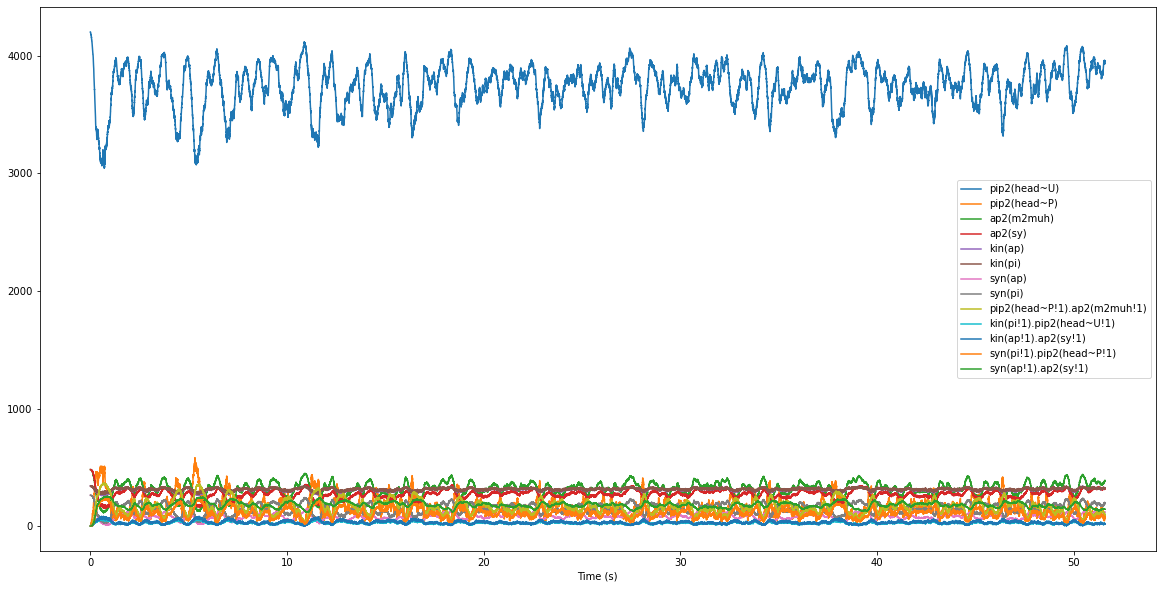 4000
3000
2000
1000
0
0 10 20 30 40 50
Time (s)
pip2(head~U)
pip2(head~P)
ap2(m2muh)
ap2(sy)
kin(ap)
kin(pi)
syn(ap)
syn(pi)
pip2(head~P!1).ap2(m2muh!1)
kin(pi!1).pip2(head~U!1)
kin(ap!1).ap2(sy!1)
syn(pi!1).pip2(head~P!1)
syn(ap!1).ap2(sy!1)